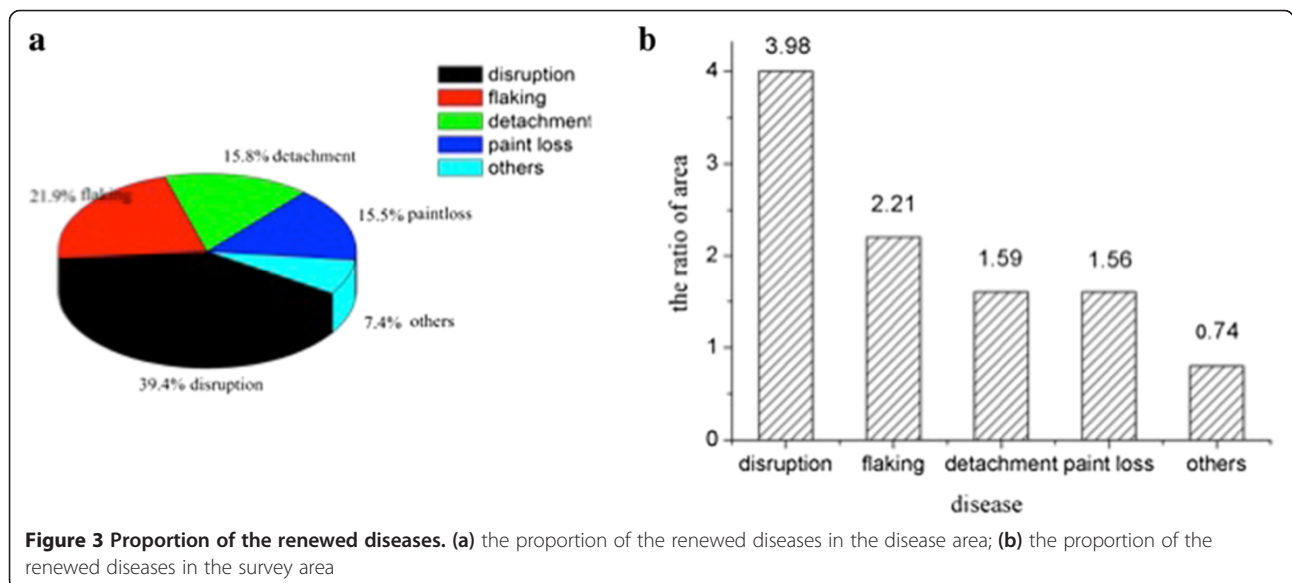 a
disruption
flaking
detachment
paint loss
others
15.8% detachment
21.9% flaking
15.5% paintloss
7.4% others
39.4% disruption
b
3.98
4
3
2.21
2
1.59
1.56
1
0.74
0
the ratio of area
disruption flaking detachment paint loss others
disease
Figure 3 Proportion of the renewed diseases. (a) the proportion of the renewed diseases in the disease area; (b) the proportion of the
renewed diseases in the survey area